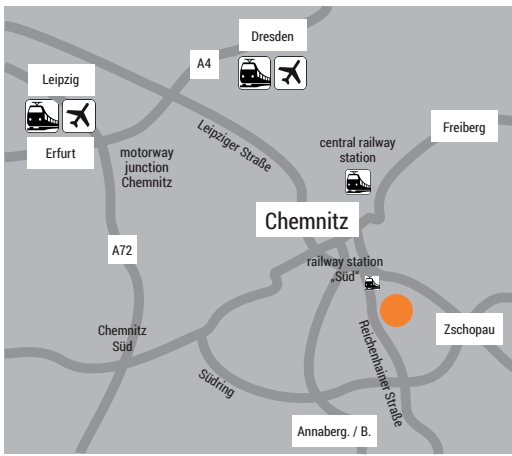 Dresden
A4
Leipzig
Leipziger Straße
Freiberg
Erfurt
motorway
junction
Chemnitz
central railway
station
Chemnitz
A72
railway station
„Süd“
Chemnitz
Süd
Reichenhainer Straße
Zschopau
Südring
Annaberg. / B.